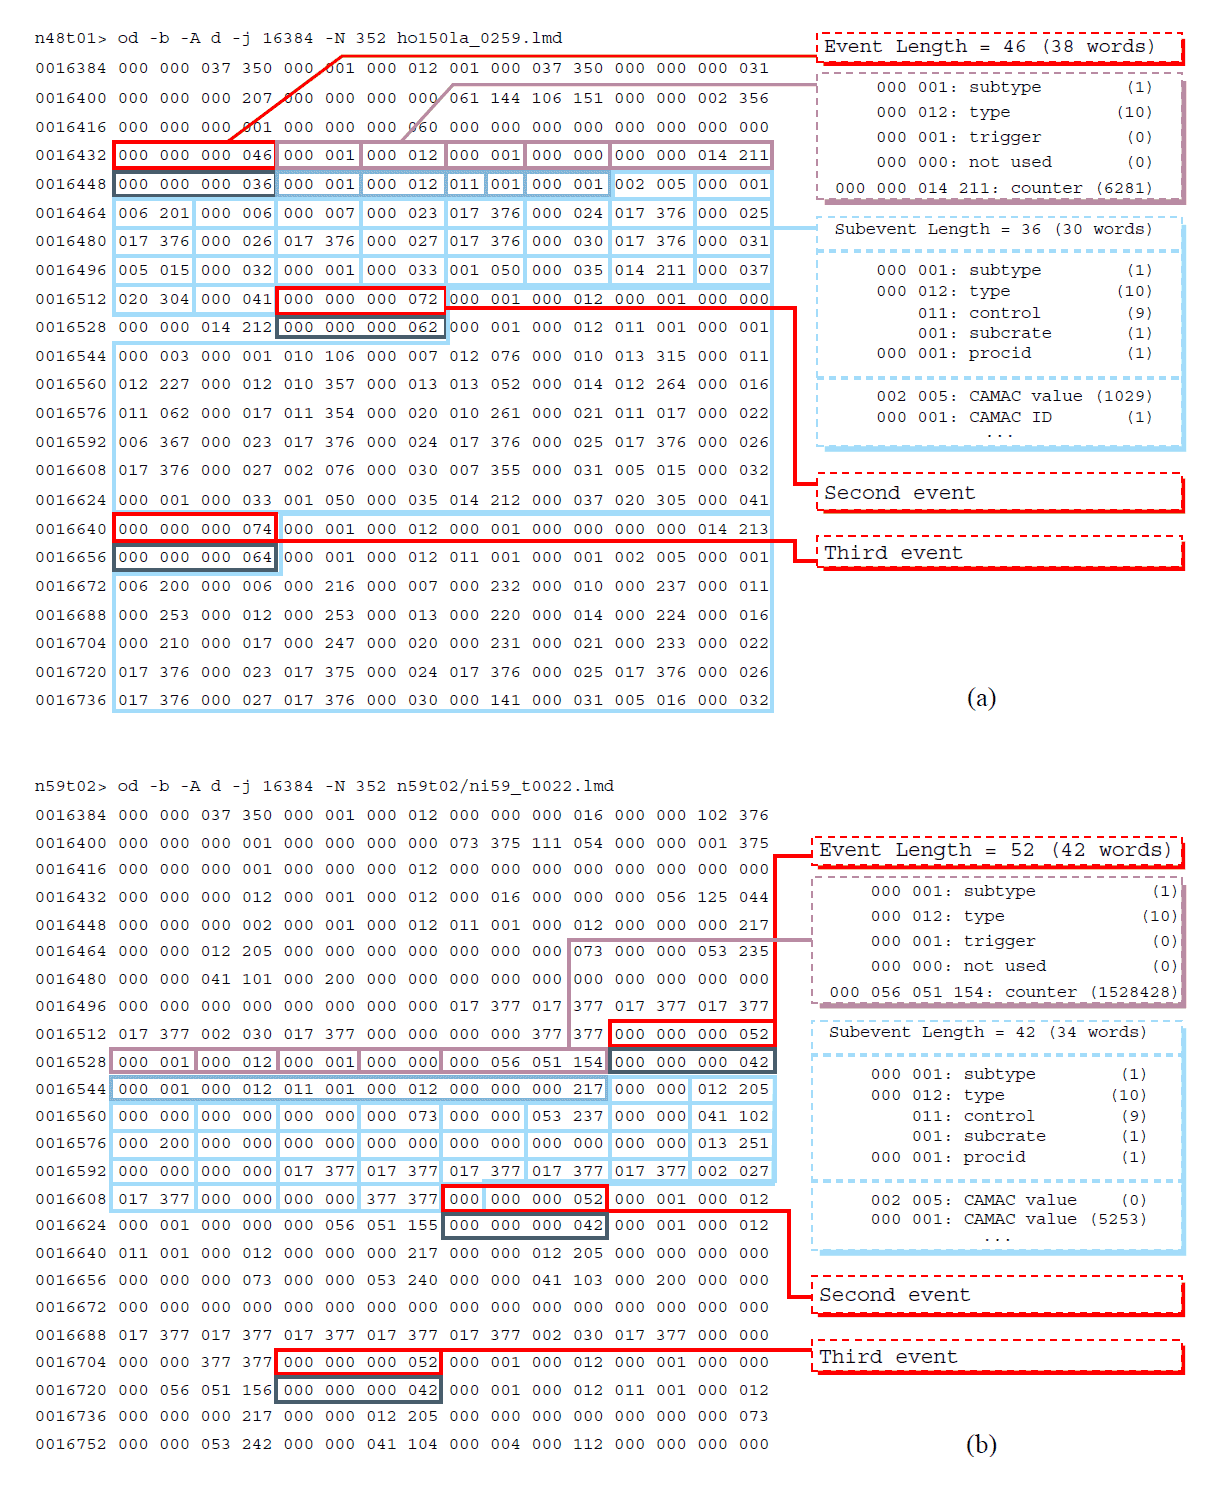 n48t01> od -b -A d -j 16384 -N 352 ho150la_0259.lmd
0016384 000 000 037 350 000 001 000 012 001 000 037 350 000 000 000 031
0016400 000 000 000 207 000 000 000 000 061 144 106 151 000 000 002 356
0016416 000 000 000 001 000 000 000 060 000 000 000 000 000 000 000 000
0016432 000 000 000 046 000 001 000 012 000 001 000 000 000 000 014 211
0016448 000 000 000 036 000 001 000 012 011 001 000 001 002 005 000 001
0016464 006 201 000 006 000 007 000 023 017 376 000 024 017 376 000 025
0016480 017 376 000 026 017 376 000 027 017 376 000 030 017 376 000 031
0016496 005 015 000 032 000 001 000 033 001 050 000 035 014 211 000 037
0016512 020 304 000 041 000 000 000 072 000 001 000 012 000 001 000 000
0016528 000 000 014 212 000 000 000 062 000 001 000 012 011 001 000 001
0016544 000 003 000 001 010 106 000 007 012 076 000 010 013 315 000 011
0016560 012 227 000 012 010 357 000 013 013 052 000 014 012 264 000 016
0016576 011 062 000 017 011 354 000 020 010 261 000 021 011 017 000 022
0016592 006 367 000 023 017 376 000 024 017 376 000 025 017 376 000 026
0016608 017 376 000 027 002 076 000 030 007 355 000 031 005 015 000 032
0016624 000 001 000 033 001 050 000 035 014 212 000 037 020 305 000 041
0016640 000 000 000 074 000 001 000 012 000 001 000 000 000 000 014 213
0016656 000 000 000 064 000 001 000 012 011 001 000 001 002 005 000 001
0016672 006 200 000 006 000 216 000 007 000 232 000 010 000 237 000 011
0016688 000 253 000 012 000 253 000 013 000 220 000 014 000 224 000 016
0016704 000 210 000 017 000 247 000 020 000 231 000 021 000 233 000 022
0016720 017 376 000 023 017 375 000 024 017 376 000 025 017 376 000 026
0016736 017 376 000 027 017 376 000 030 000 141 000 031 005 016 000 032
Event Length = 46 (38 words)
000 001: subtype (1)
000 012: type (10)
000 001: trigger (0)
000 000: not used (0)
000 000 014 211: counter (6281)
Subevent Length = 36 (30 words)
000 001: subtype (1)
000 012: type (10)
011: control (9)
001: subcrate (1)
000 001: procid (1)
002 005: CAMAC value (1029)
000 001: CAMAC ID (1)
...
Second event
Third event
(a)
n59t02> od -b -A d -j 16384 -N 352 n59t02/ni59_t0022.lmd
0016384 000 000 037 350 000 001 000 012 000 000 000 016 000 000 102 376
0016400 000 000 000 001 000 000 000 000 073 375 111 054 000 000 001 375
0016416 000 000 000 001 000 000 000 012 000 000 000 000 000 000 000 000
0016432 000 000 000 012 000 001 000 012 000 016 000 000 000 056 125 044
0016448 000 000 000 002 000 001 000 012 011 001 000 012 000 000 000 217
0016464 000 000 012 205 000 000 000 000 000 000 000 073 000 000 053 235
0016480 000 000 041 101 000 200 000 000 000 000 000 000 000 000 000 000
0016496 000 000 000 000 000 000 000 000 017 377 017 377 017 377 017 377
0016512 017 377 002 030 017 377 000 000 000 000 377 377 000 000 000 052
0016528 000 001 000 012 000 001 000 000 000 056 051 154 000 000 000 042
0016544 000 001 000 012 011 001 000 012 000 000 000 217 000 000 012 205
0016560 000 000 000 000 000 000 000 073 000 000 053 237 000 000 041 102
0016576 000 200 000 000 000 000 000 000 000 000 000 000 000 000 013 251
0016592 000 000 000 000 017 377 017 377 017 377 017 377 017 377 002 027
0016608 017 377 000 000 000 000 377 377 000 000 000 052 000 001 000 012
0016624 000 001 000 000 000 056 051 155 000 000 000 042 000 001 000 012
0016640 011 001 000 012 000 000 000 217 000 000 012 205 000 000 000 000
0016656 000 000 000 073 000 000 053 240 000 000 041 103 000 200 000 000
0016672 000 000 000 000 000 000 000 000 000 000 000 000 000 000 000 000
0016688 017 377 017 377 017 377 017 377 017 377 002 030 017 377 000 000
0016704 000 000 377 377 000 000 000 052 000 001 000 012 000 001 000 000
0016720 000 056 051 156 000 000 000 042 000 001 000 012 011 001 000 012
0016736 000 000 000 217 000 000 012 205 000 000 000 000 000 000 000 073
0016752 000 000 053 242 000 000 041 104 000 004 000 112 000 000 000 000
Event Length = 52 (42 words)
000 001: subtype (1)
000 012: type (10)
000 001: trigger (0)
000 000: not used (0)
000 056 051 154: counter (1528428)
Subevent Length = 42 (34 words)
000 001: subtype (1)
000 012: type (10)
011: control (9)
001: subcrate (1)
000 001: procid (1)
002 005: CAMAC value (0)
000 001: CAMAC value (5253)
...
Second event
Third event
(b)